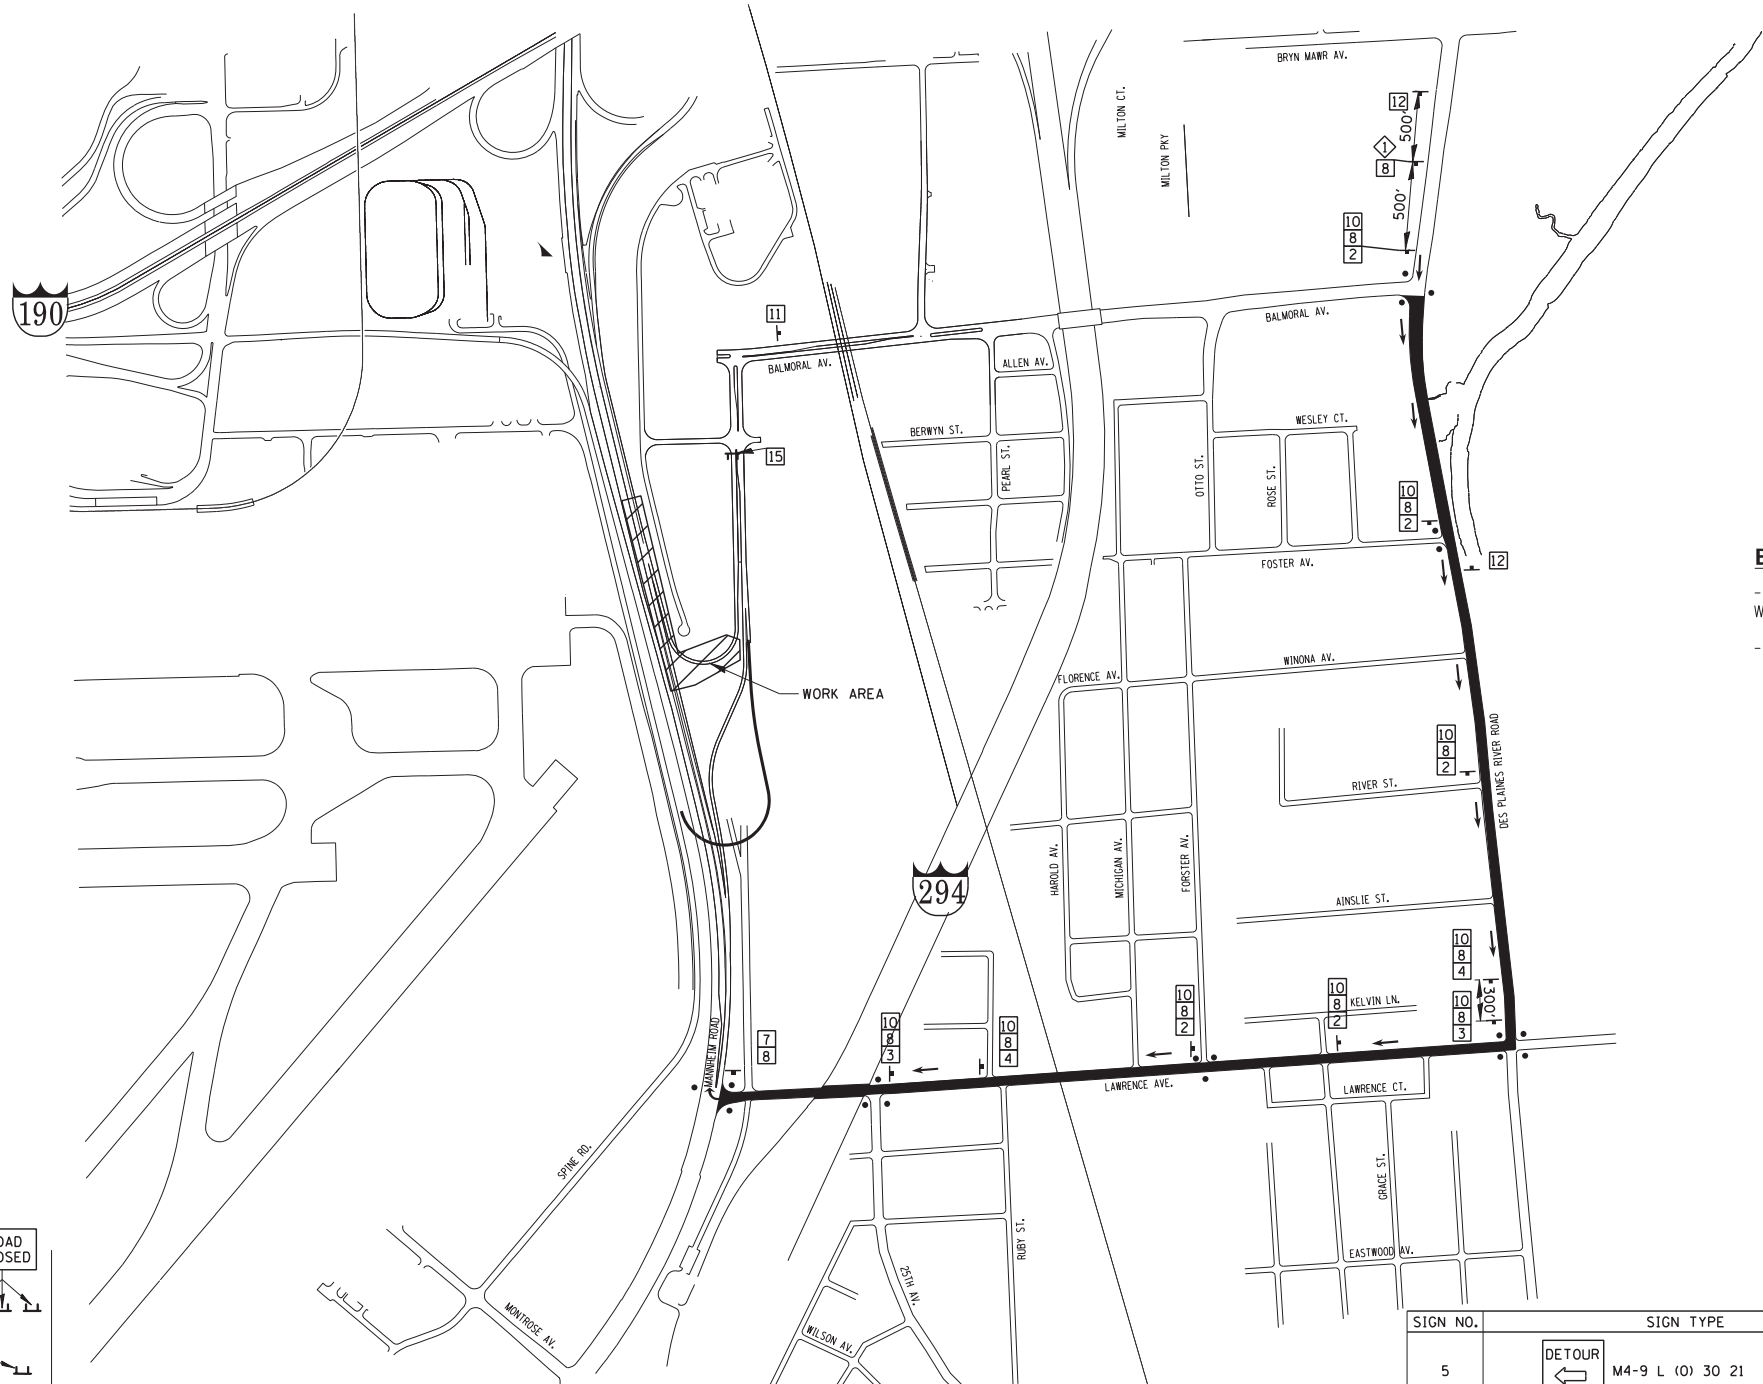 BRYN MAWR AV.
MILTON CT.
MILTON PKY
12
500'
1
8
500'
10
8
2
190
11
BALMORAL AV.
BALMORAL AV.
ALLEN AV.
BERWYN ST.
PEARL ST.
15
WESLEY CT.
OTTO ST.
ROSE ST.
10
8
2
FOSTER AV.
12
WINONA AV.
FLORENCE AV.
WORK AREA
10
8
2
RIVER ST.
DES PLAINES RIVER ROAD
HAROLD AV.
MICHIGAN AV.
FORSTER AV.
294
AINSLIE ST.
10
8
4
300'
10
8
3
10
8
2
KELVIN LN.
10
8
2
10
8
4
10
8
3
7
8
MANNHEIM ROAD
LAWRENCE AVE.
LAWRENCE CT.
GRACE ST.
SPINE RD.
EASTWOOD AV.
RUBY ST.
25TH AV.
MONTROSE AV.
WILSON AV.
SIGN NO.
SIGN TYPE
5
DETOUR
M4-9 L (O) 30 21